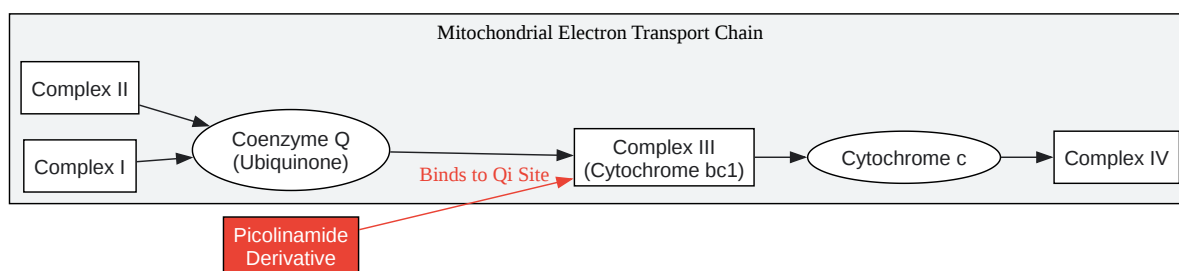 Mitochondrial Electron Transport Chain
Complex II
Complex I
Coenzyme Q
(Ubiquinone)
Binds to Qi Site
Complex III
(Cytochrome bc1)
Cytochrome c
Complex IV
Picolinamide
Derivative